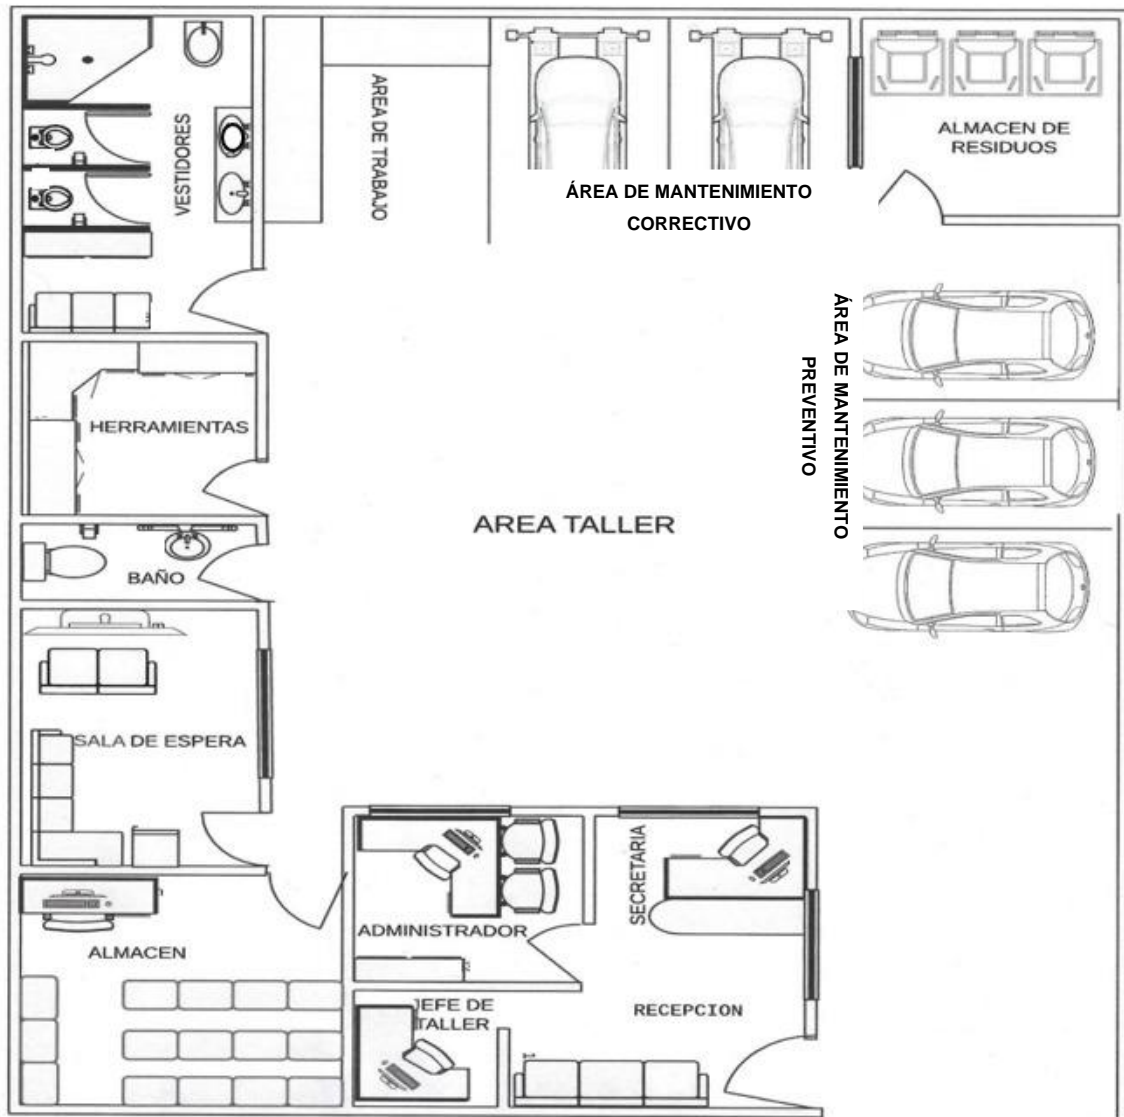 VESTIDORES
AREA DE TRABAJO
ALMACEN DE
RESIDUOS
ÁREA DE MANTENIMIENTO
CORRECTIVO
ÁREA DE MANTENIMIENTO
PREVENTIVO
HERRAMIENTAS
AREA TALLER
BAÑO
SALA DE ESPERA
SECRETARIA
ADMINISTRADOR
ALMACEN
JEFE DE
TALLER
RECEPCION